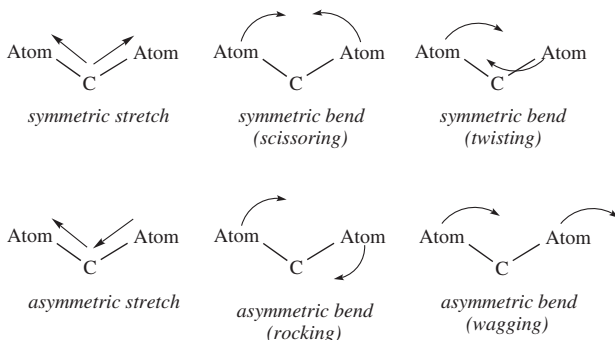 Atom Atom Atom Atom Atom Atom
C C C
symmetric stretch symmetric bend symmetric bend
(scissoring) (twisting)
Atom Atom Atom Atom Atom Atom
C C C
asymmetric stretch asymmetric bend asymmetric bend
(rocking) (wagging)